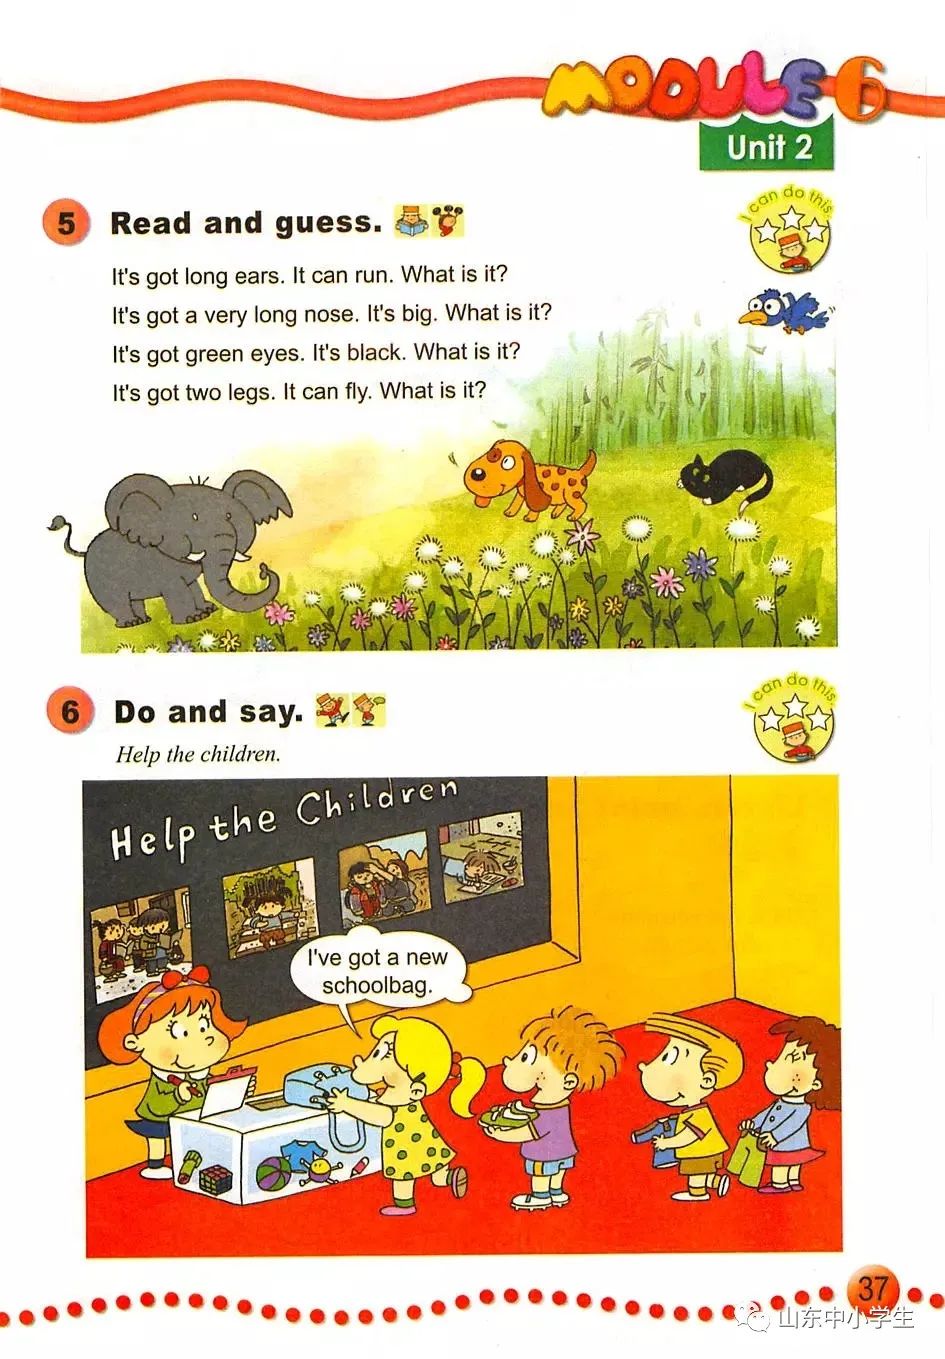 MODULE 6
Unit 2
5 Read and guess.
I can do this.
It's got long ears. It can run. What is it?
It's got a very long nose. It's big. What is it?
It's got green eyes. It's black. What is it?
It's got two legs. It can fly. What is it?
6 Do and say.
I can do this.
Help the children.
Help the Children
I've got a new
schoolbag.
37
山东中小学生